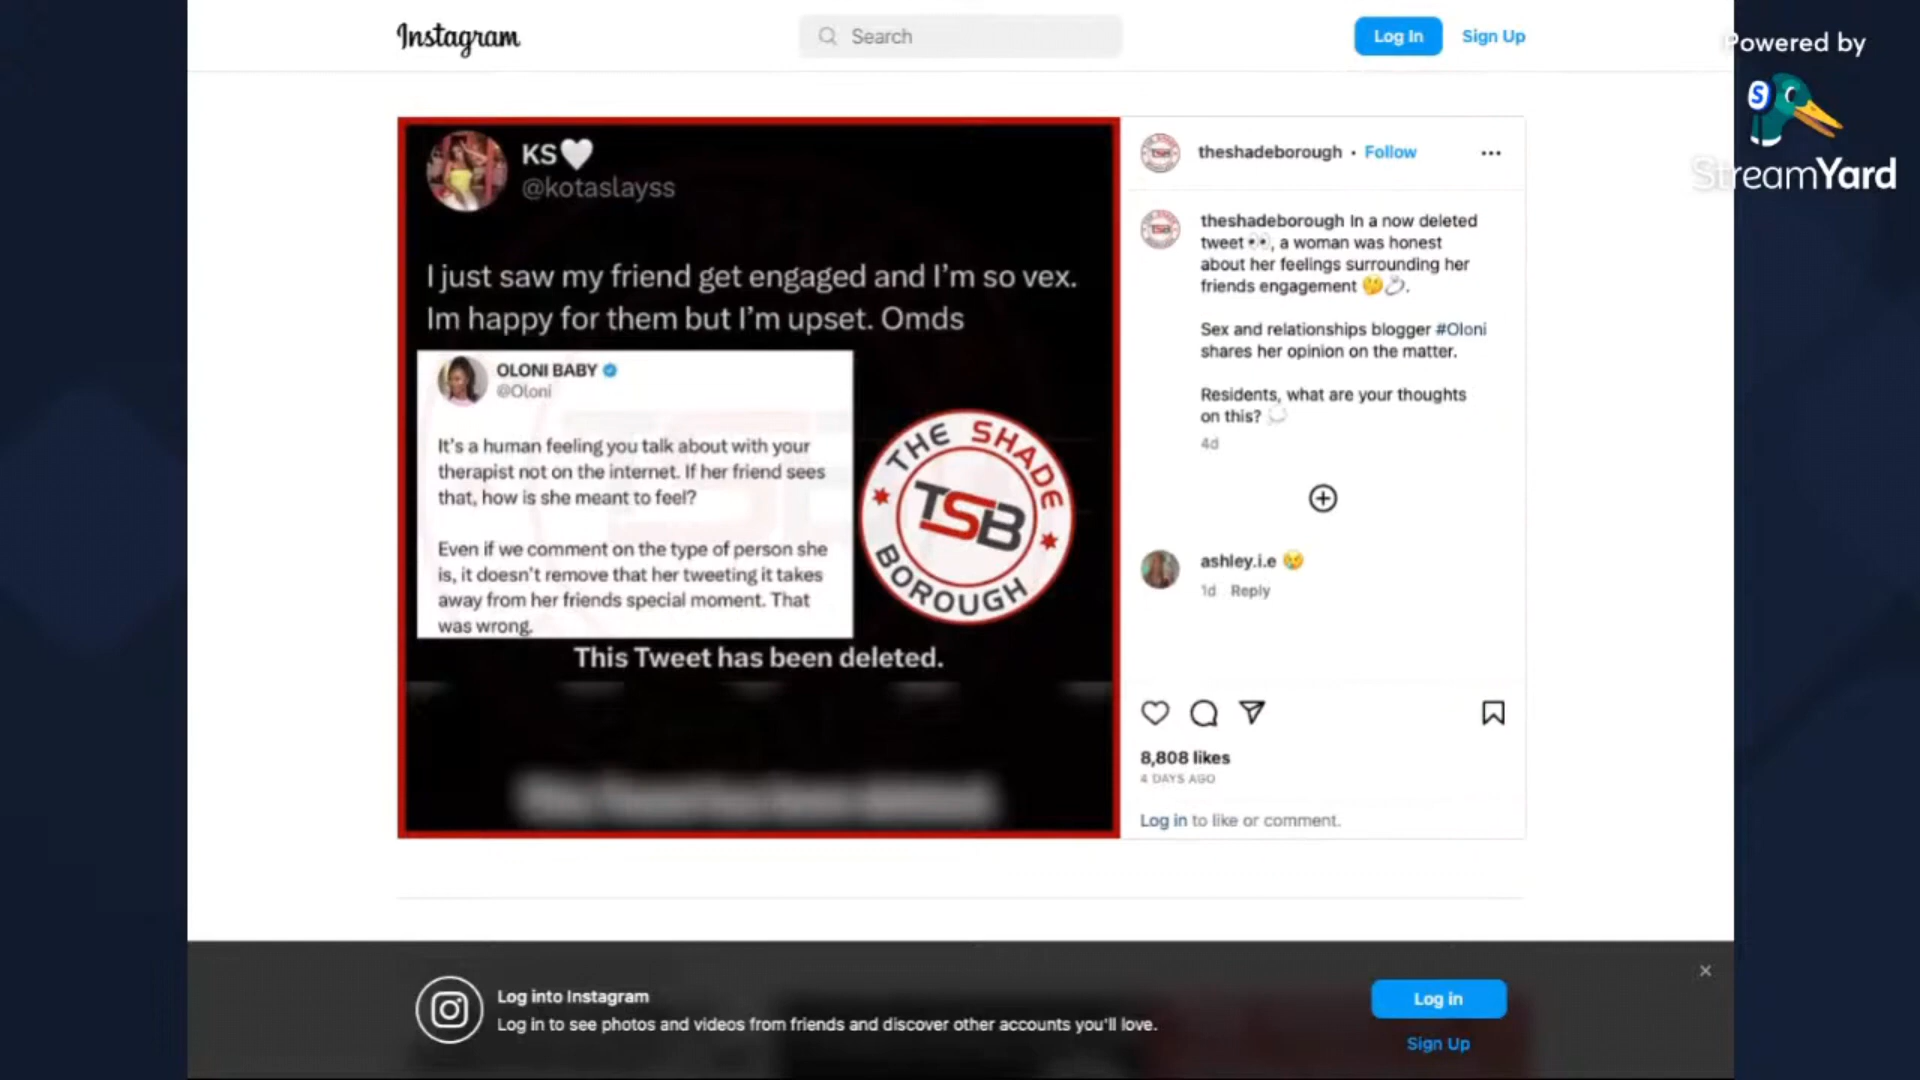 Instagram
Search
Log In
Sign Up
Powered by
StreamYard
KS🤍
@kotaslayss
I just saw my friend get engaged and I'm so vex.
Im happy for them but I'm upset. Omds
OLONI BABY
@Oloni
It's a human feeling you talk about with your
therapist not on the internet. If her friend sees
that, how is she meant to feel?
Even if we comment on the type of person she
is, it doesn't remove that her tweeting it takes
away from her friends special moment. That
was wrong.
THE SHADE
TSB
BOROUGH
This Tweet has been deleted.
theshadeborough • Follow
theshadeborough In a now deleted
tweet 👀, a woman was honest
about her feelings surrounding her
friends engagement 🤔💍.
Sex and relationships blogger #Oloni
shares her opinion on the matter.
Residents, what are your thoughts
on this? 💭
4d
ashley.i.e 😢
1d Reply
8,808 likes
4 DAYS AGO
Log in to like or comment.
Log into Instagram
Log in to see photos and videos from friends and discover other accounts you'll love.
Log in
Sign Up